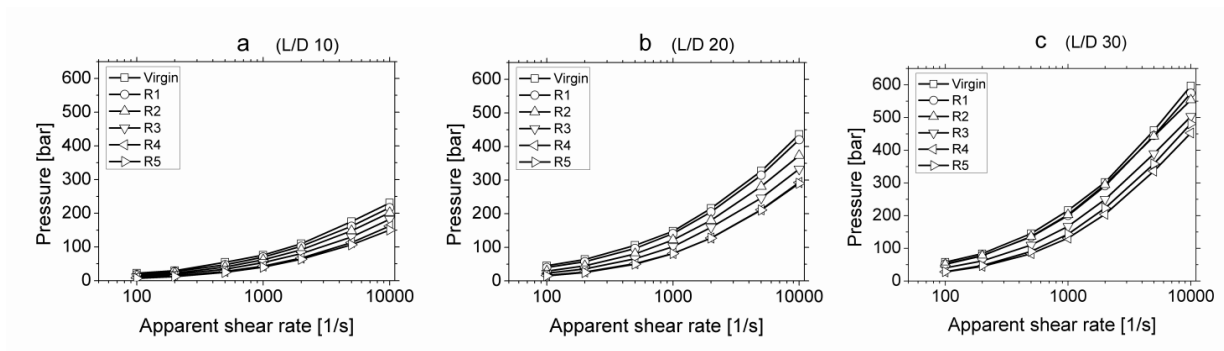 a (L/D 10)
600
500
400
300
200
100
0
Pressure [bar]
Virgin
R1
R2
R3
R4
R5
100 1000 10000
Apparent shear rate [1/s]
b (L/D 20)
600
500
400
300
200
100
0
Pressure [bar]
Virgin
R1
R2
R3
R4
R5
100 1000 10000
Apparent shear rate [1/s]
c (L/D 30)
600
500
400
300
200
100
0
Pressure [bar]
Virgin
R1
R2
R3
R4
R5
100 1000 10000
Apparent shear rate [1/s]